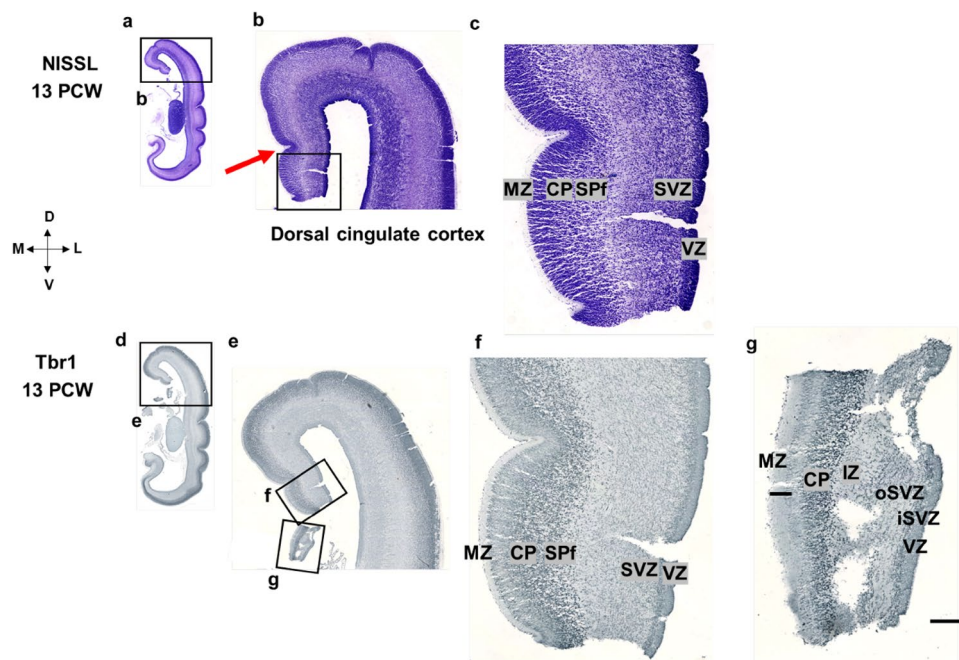 a
b
c
NISSL
13 PCW
b
MZ
CP
SPf
SVZ
VZ
Dorsal cingulate cortex
D
M
L
V
d
e
f
g
Tbr1
13 PCW
e
f
g
MZ
CP
SPf
SVZ
VZ
MZ
CP
IZ
oSVZ
iSVZ
VZ